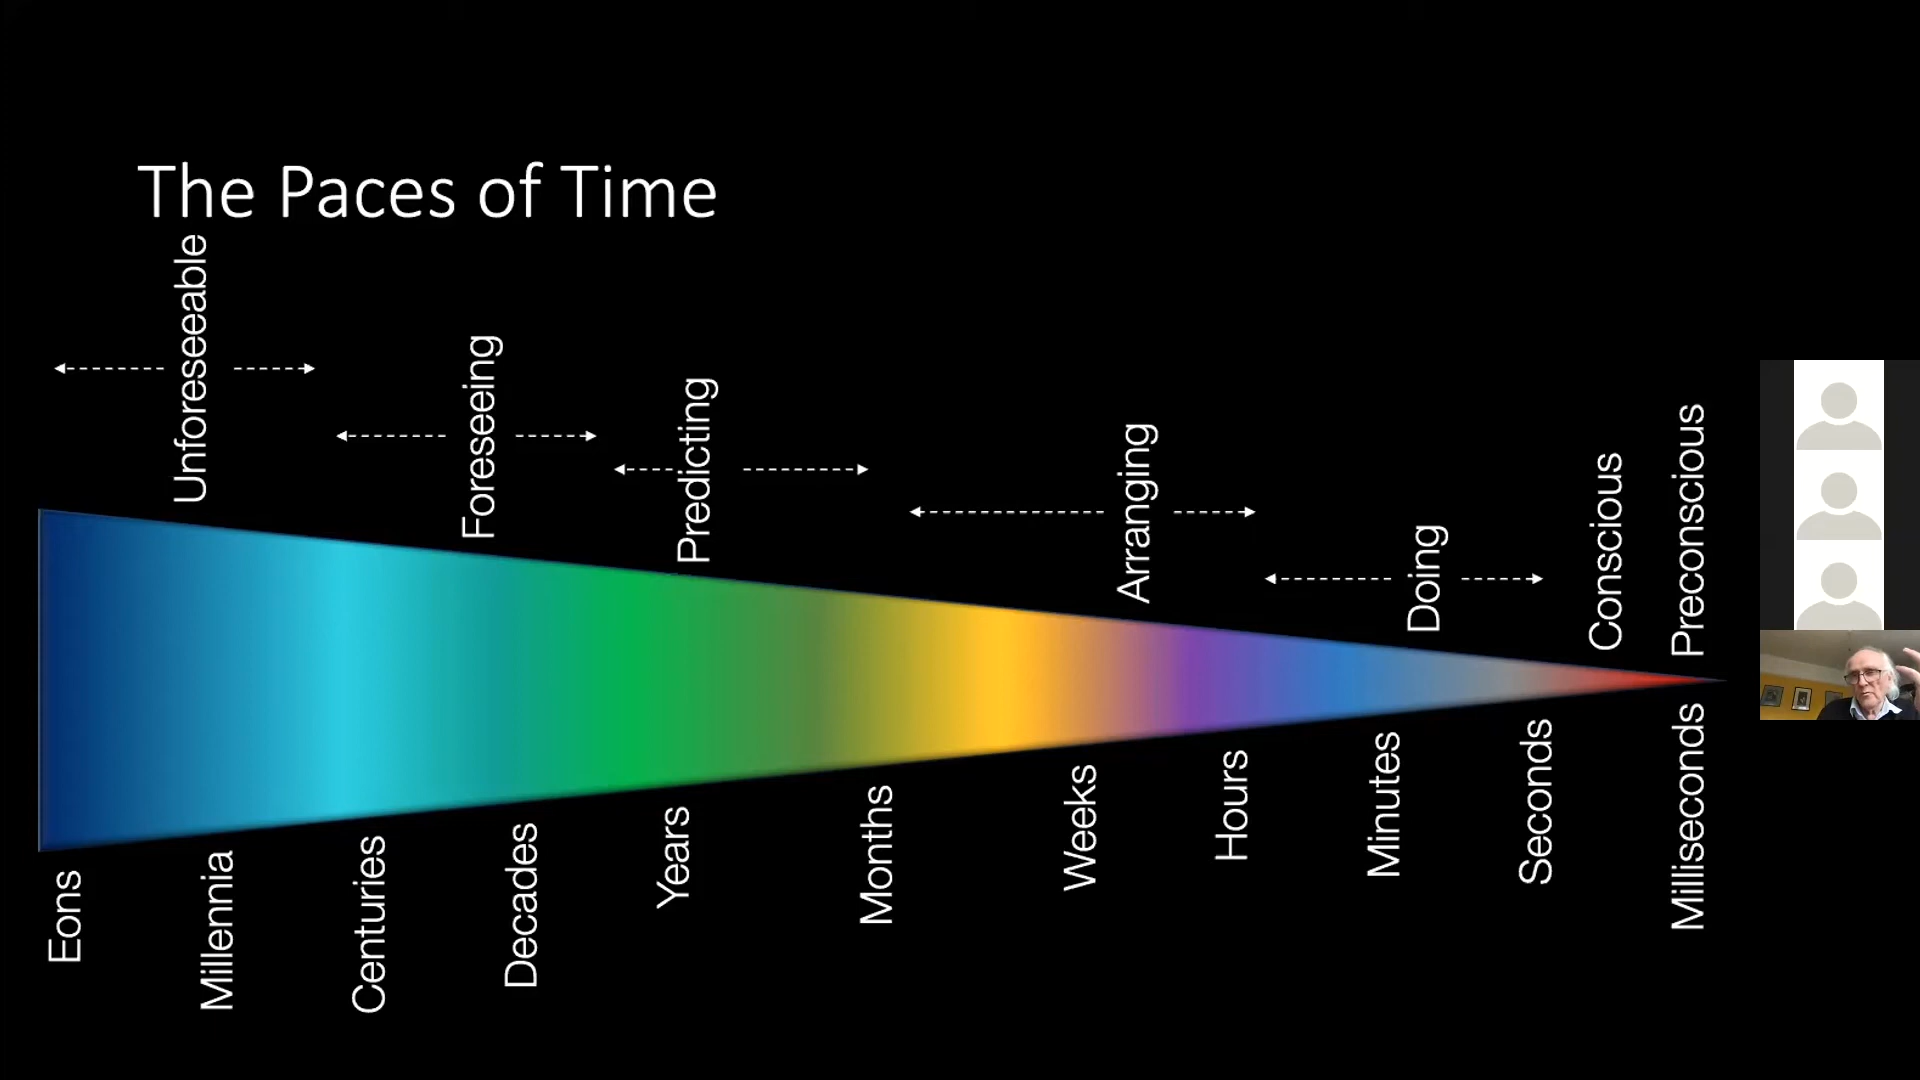 The Paces of Time
Unforeseeable
Foreseeing
Predicting
Arranging
Doing
Conscious
Preconscious
Eons
Millennia
Centuries
Decades
Years
Months
Weeks
Hours
Minutes
Seconds
Milliseconds